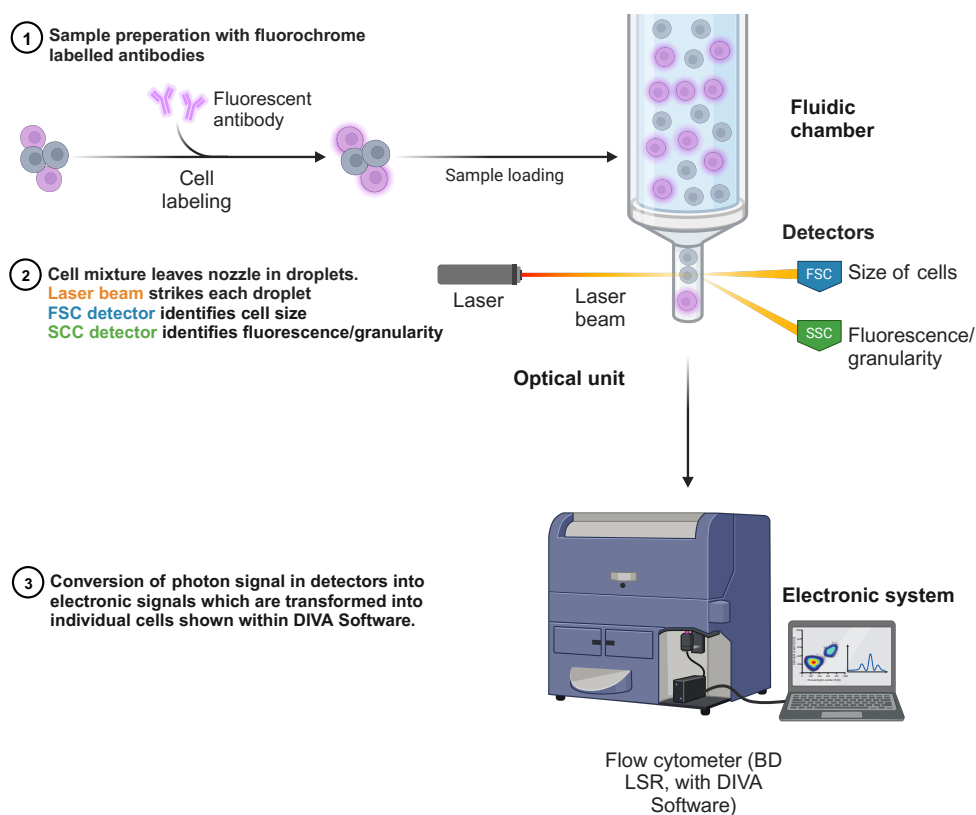 1 Sample preperation with fluorochrome
labelled antibodies
Fluorescent
antibody
Cell
labeling
Sample loading
Fluidic
chamber
2 Cell mixture leaves nozzle in droplets.
Laser beam strikes each droplet
FSC detector identifies cell size
SCC detector identifies fluorescence/granularity
Laser
Laser
beam
Detectors
FSC Size of cells
SSC Fluorescence/
granularity
Optical unit
3 Conversion of photon signal in detectors into
electronic signals which are transformed into
individual cells shown within DIVA Software.
Electronic system
Flow cytometer (BD
LSR, with DIVA
Software)